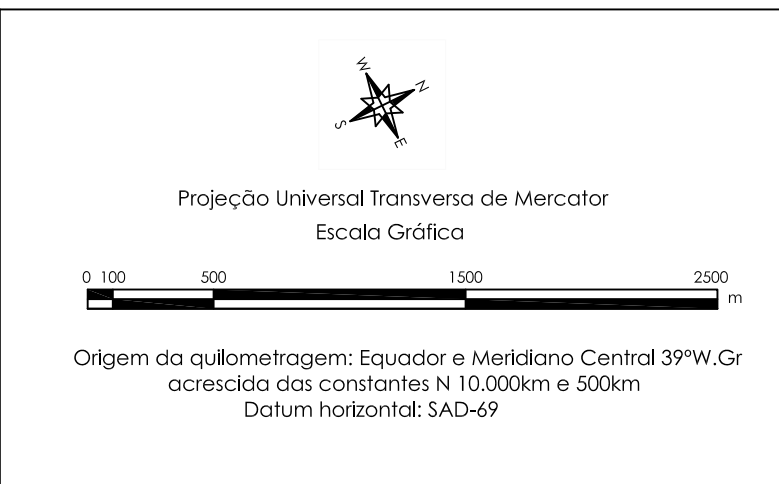 W
N
S
E
Projeção Universal Transversa de Mercator
Escala Gráfica
0 100 500 1500 2500
m
Origem da quilometragem: Equador e Meridiano Central 39ºW.Gr
acrescida das constantes N 10.000km e 500km
Datum horizontal: SAD-69